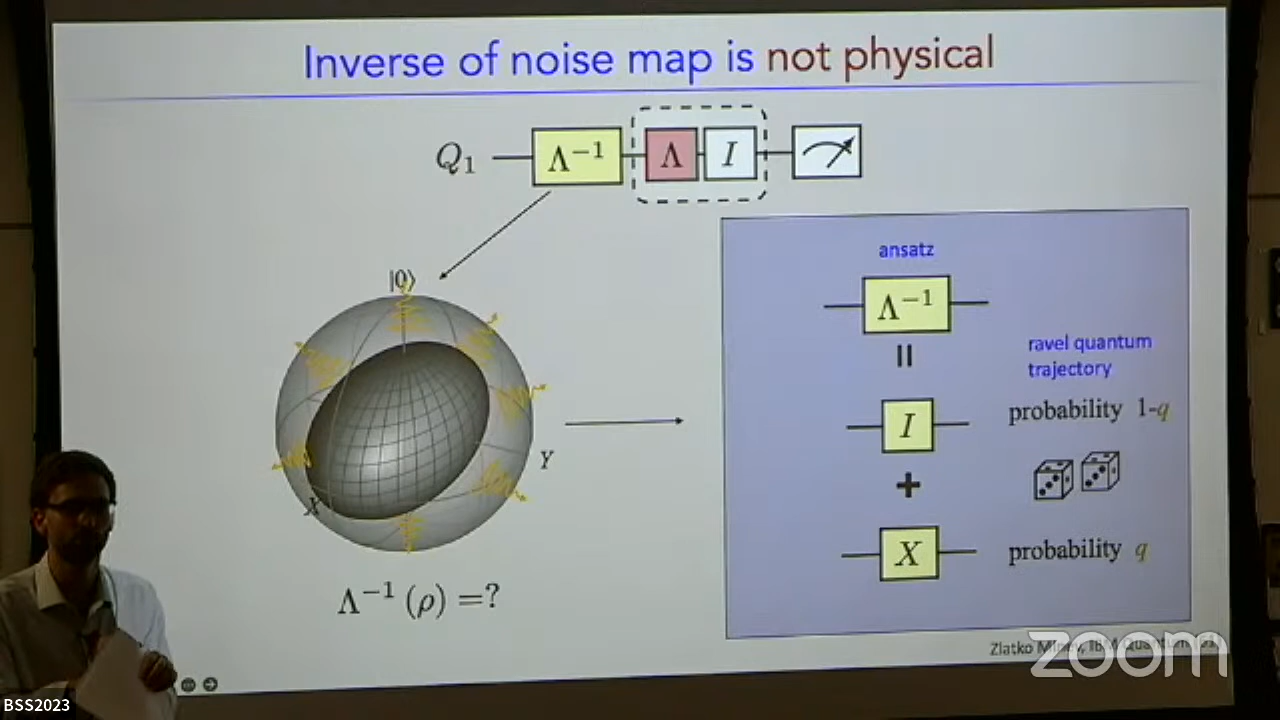 Inverse of noise map is not physical
Q₁ Λ⁻¹ Λ I
ansatz
Λ⁻¹
|0⟩
=
ravel quantum
trajectory
probability 1-q
I
Y
+
X
X
probability q
Λ⁻¹ (ρ) =?
Zlatko
zoom
BSS2023